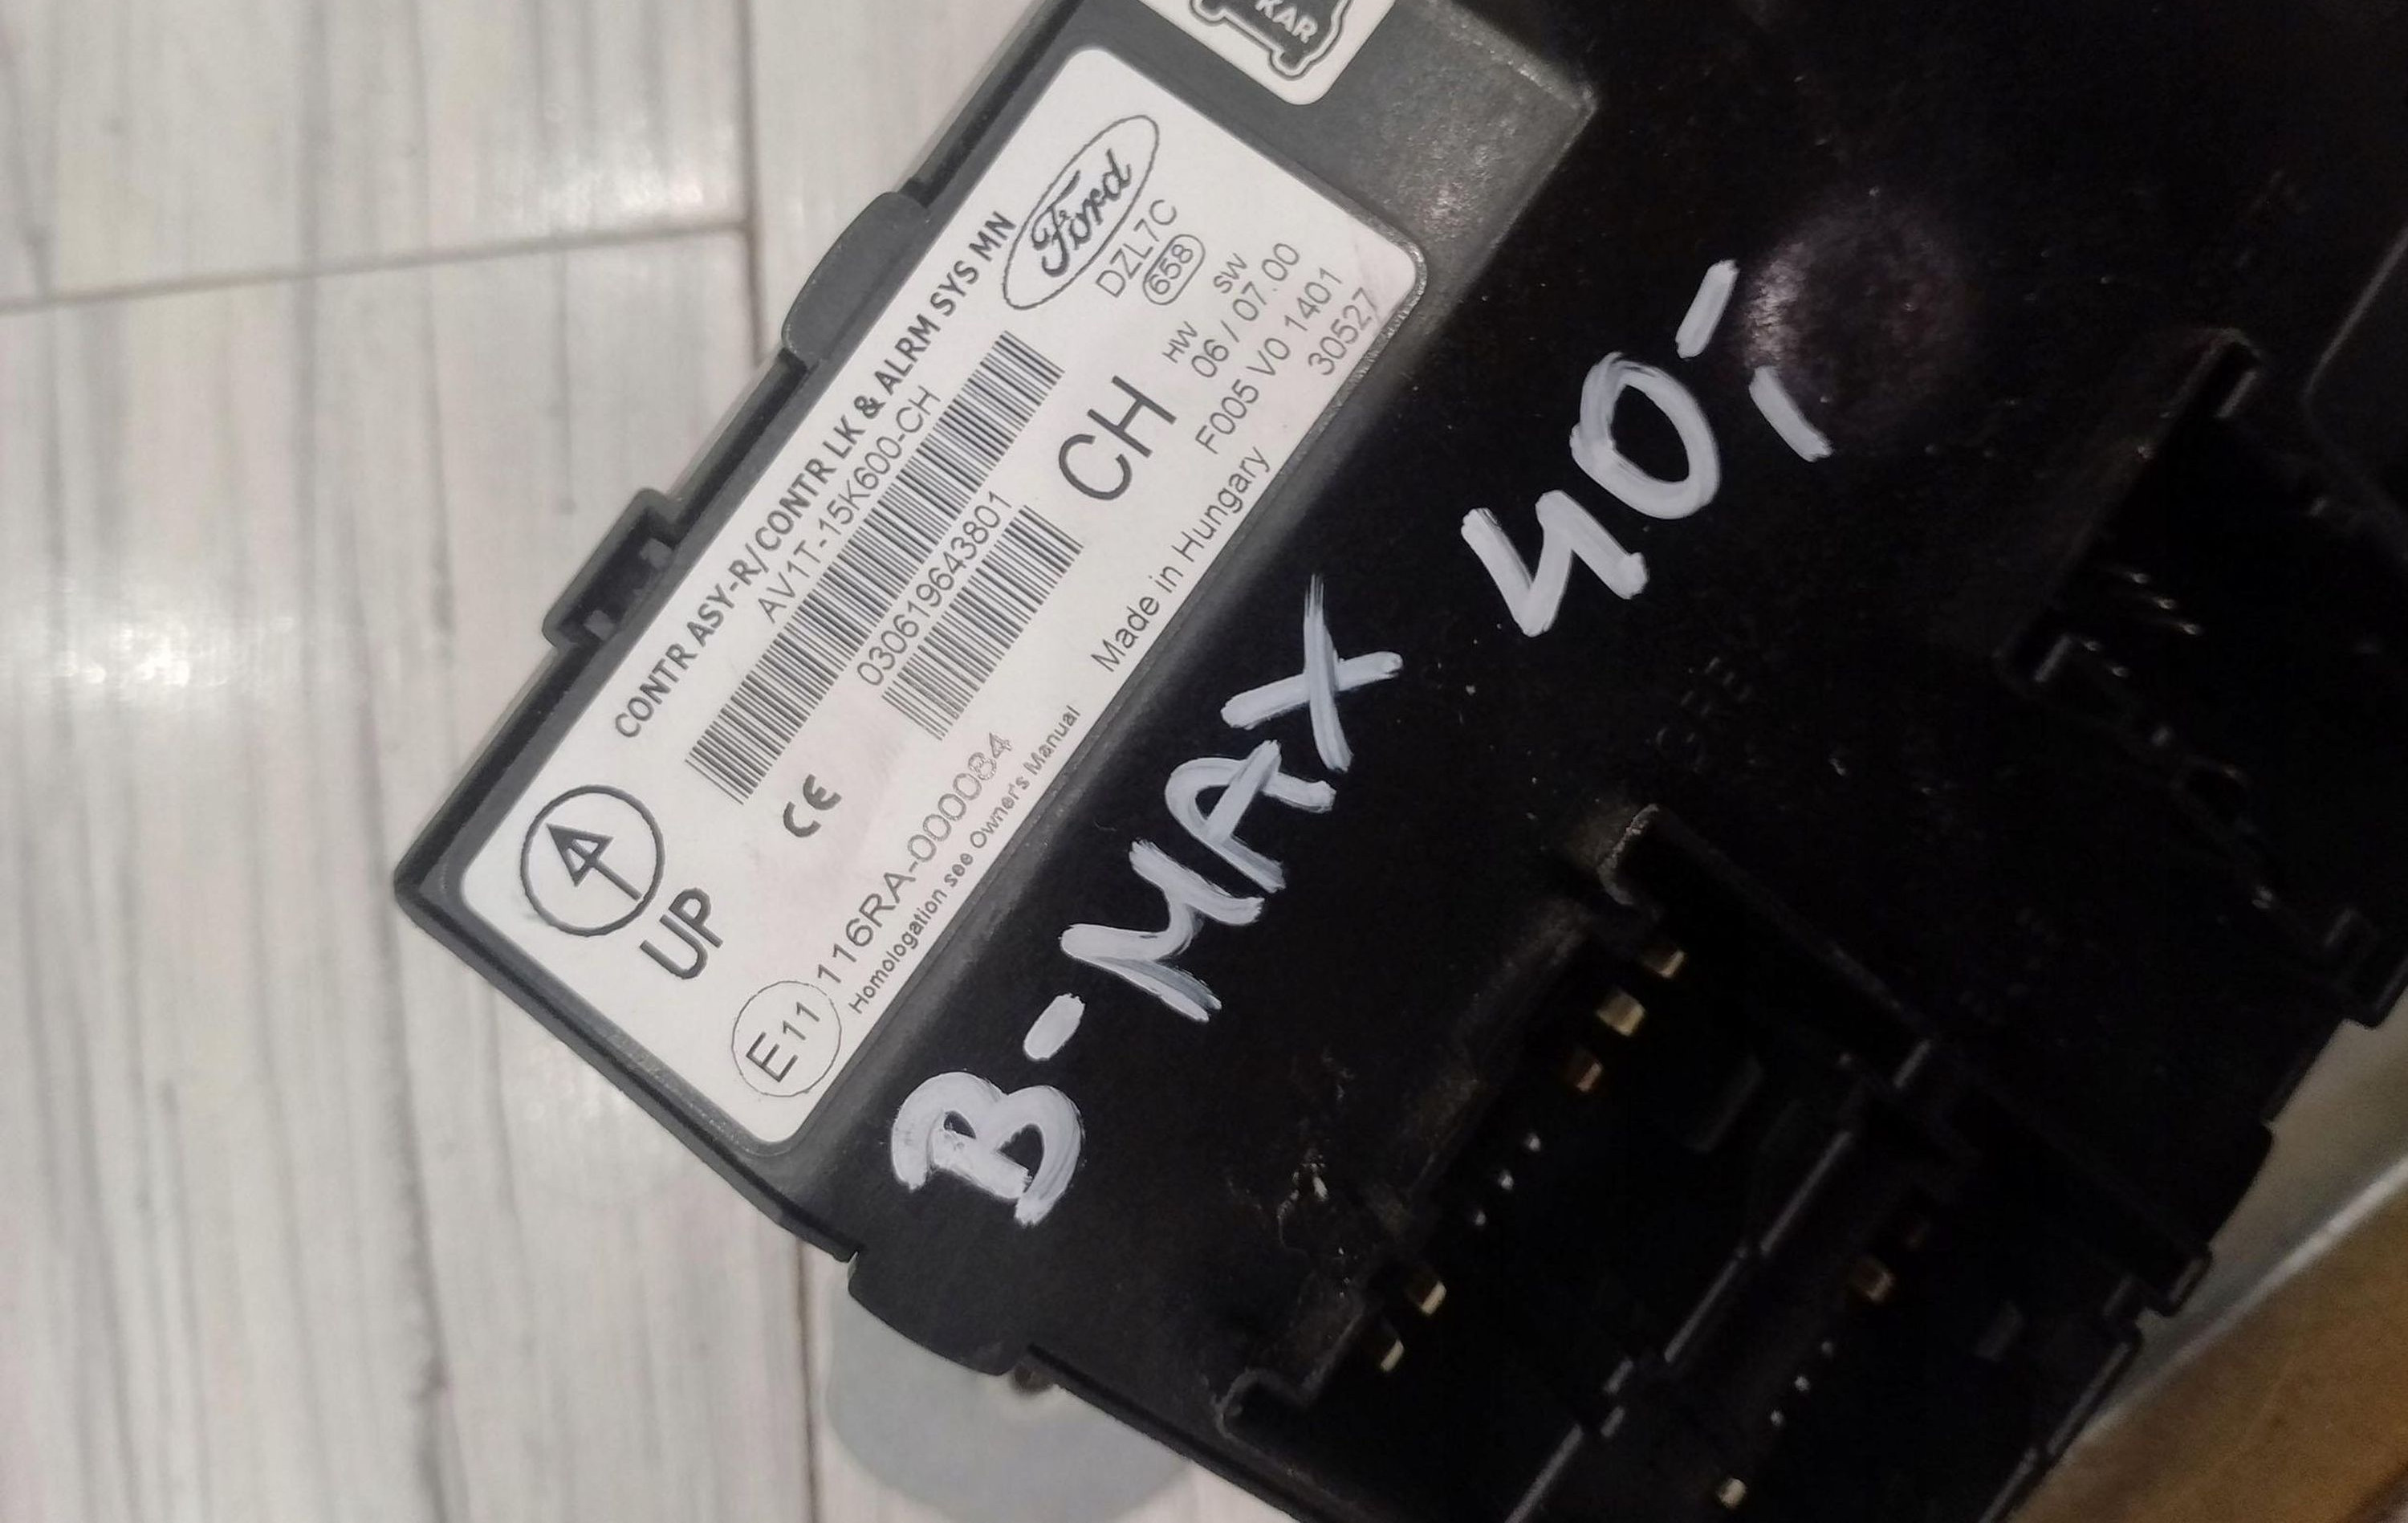 KAR
Ford
CONTR ASY-R/CONTR LK & ALRM SYS MN
AV1T-15K600-CH
DZL7C
658
030619643801
CH
HW SW
06 / 07.00
F005 V0 1401
30527
UP
CE
E11
116RA-000084
Homologation see Owner's Manual
Made in Hungary
B-MAX 40,-